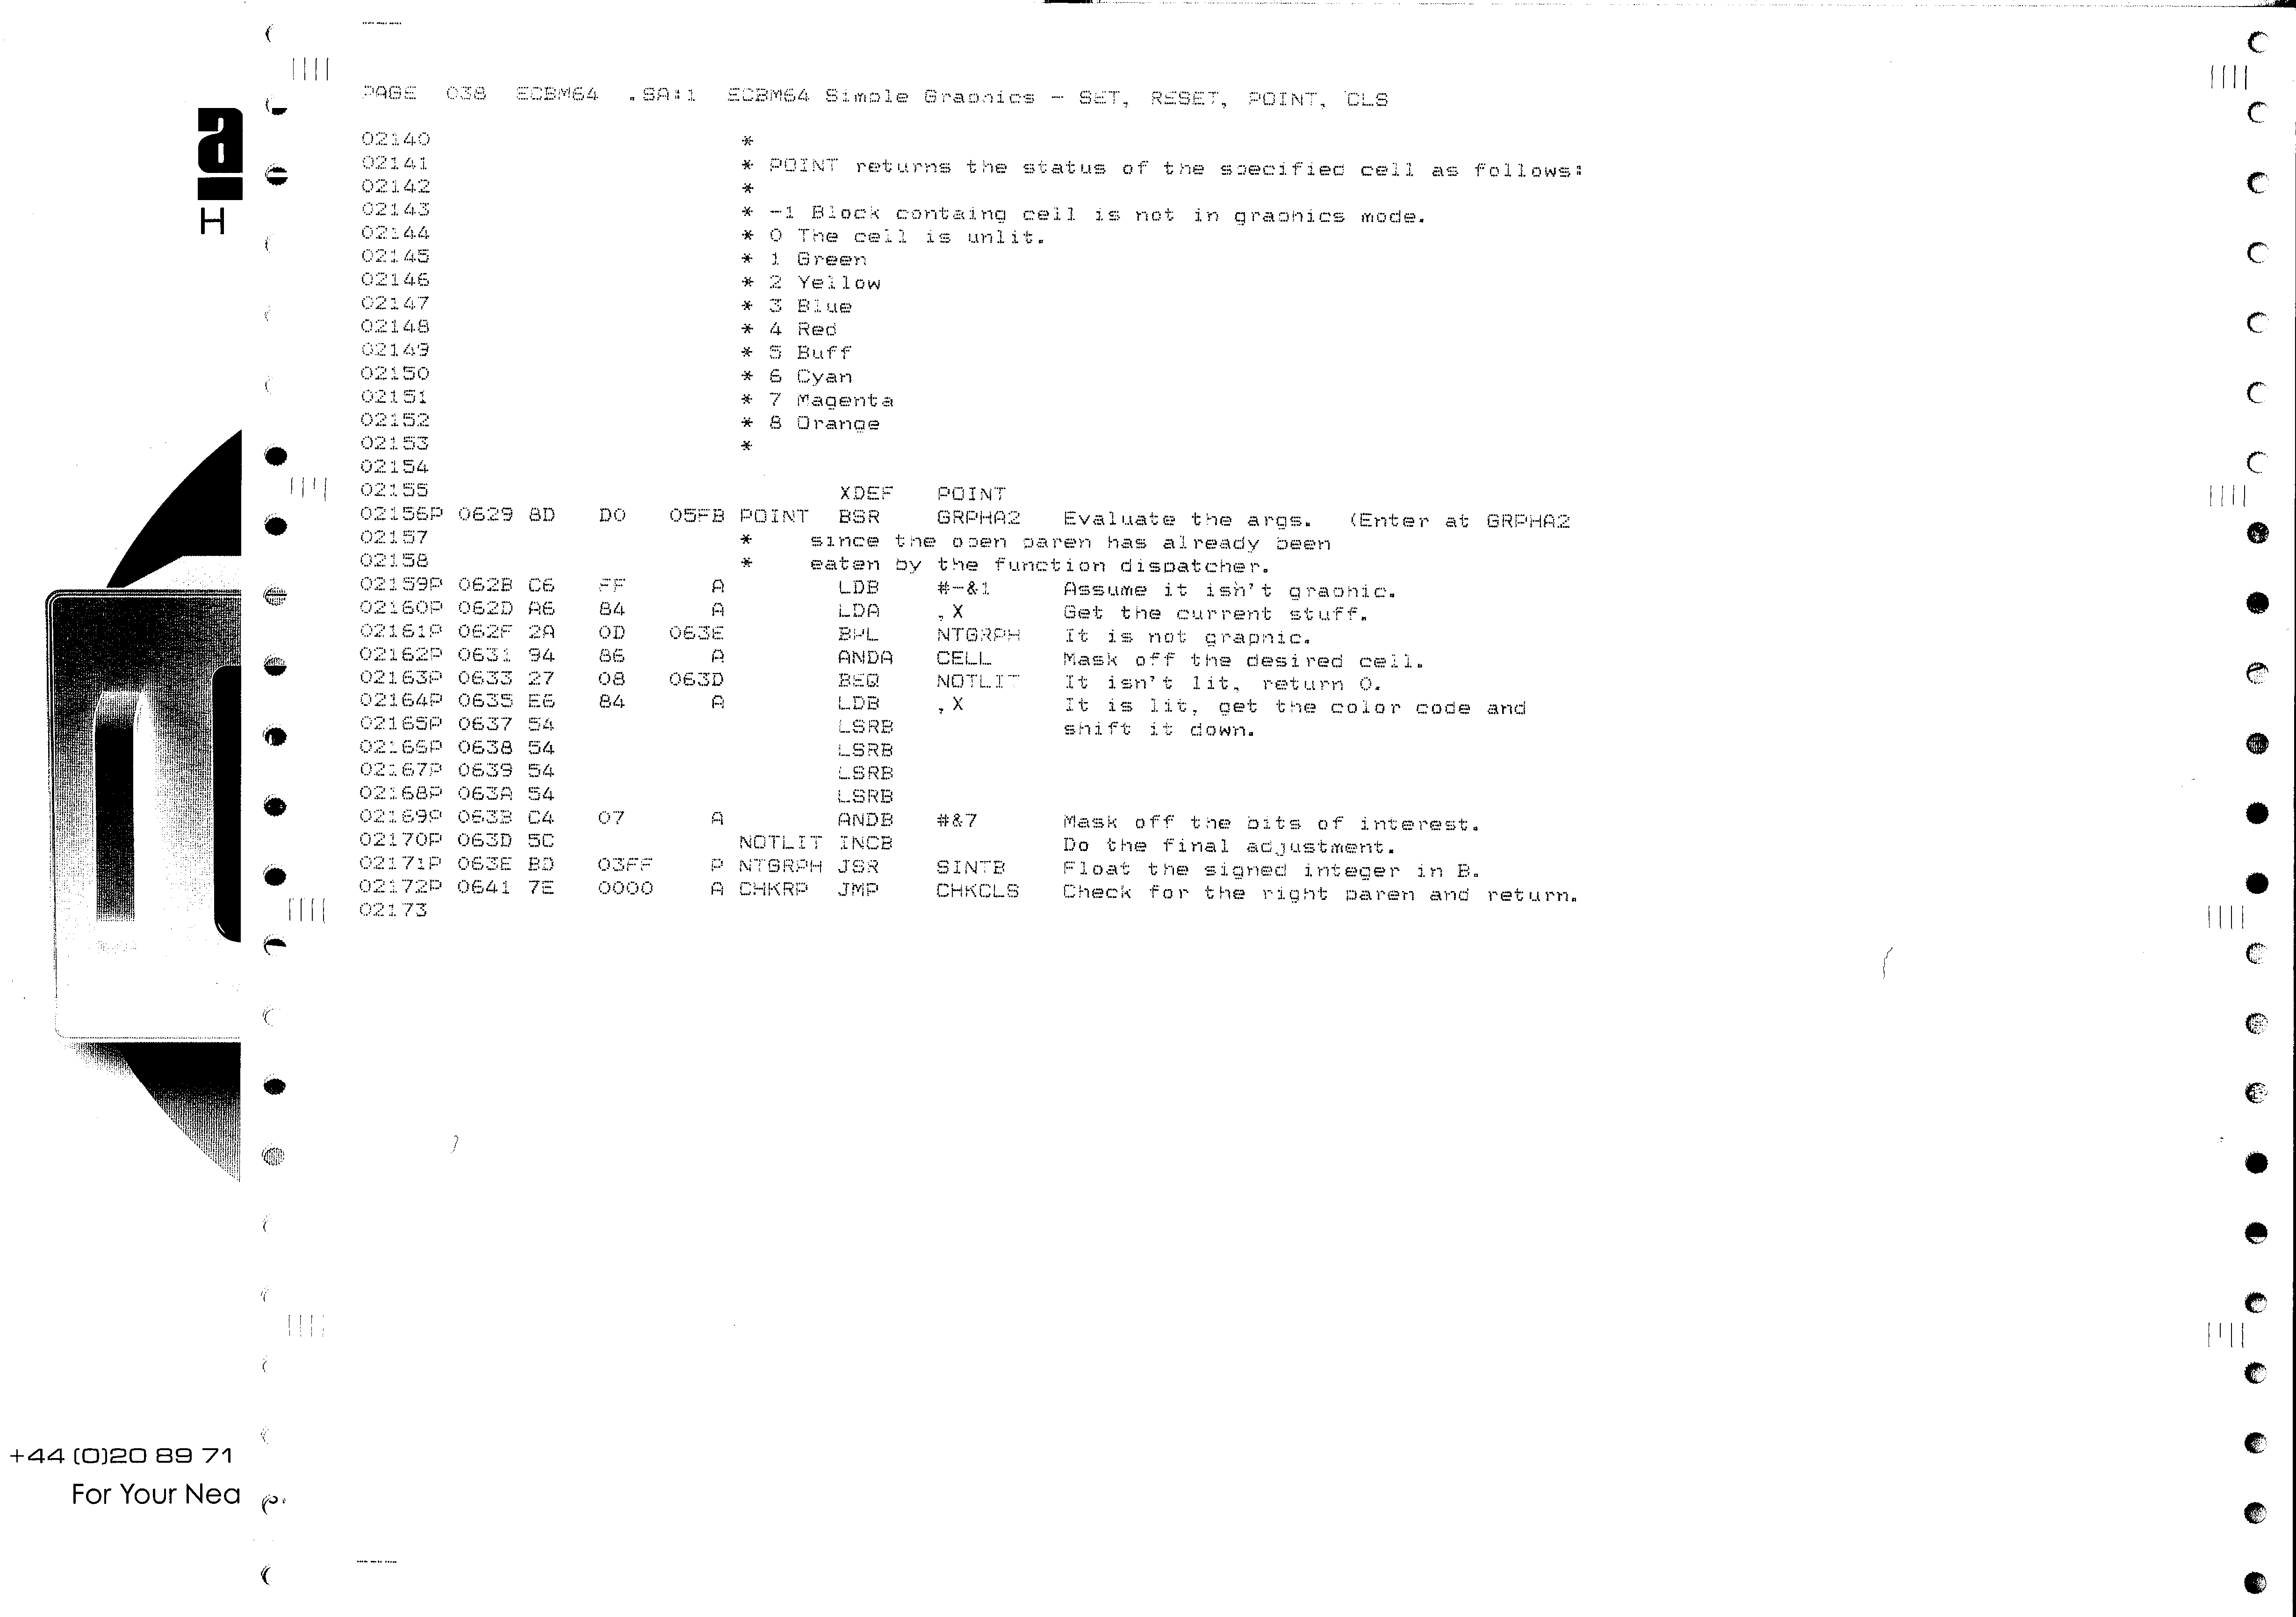 PAGE 038 ECBM64 .SA:1 ECBM64 Simple Graphics - SET, RESET, POINT, CLS
02140 *
02141 * POINT returns the status of the specified cell as follows:
02142 *
02143 * -1 Block containg cell is not in graphics mode.
02144 * 0 The cell is unlit.
02145 * 1 Green
02146 * 2 Yellow
02147 * 3 Blue
02148 * 4 Red
02149 * 5 Buff
02150 * 6 Cyan
02151 * 7 Magenta
02152 * 8 Orange
02153 *
02154
02155 XDEF POINT
02156P 0629 8D D0 05FB POINT BSR GRPHA2 Evaluate the args. (Enter at GRPHA2
02157 * since the open paren has already been
02158 * eaten by the function dispatcher.
02159P 062B C6 FF A LDB #-&1 Assume it isn't graphic.
02160P 062D A6 84 A LDA ,X Get the current stuff.
02161P 062F 2A 0D 063E BPL NTGRPH It is not graphic.
02162P 0631 94 86 A ANDA CELL Mask off the desired cell.
02163P 0633 27 08 063D BEQ NOTLIT It isn't lit, return 0.
02164P 0635 E6 84 A LDB ,X It is lit, get the color code and
02165P 0637 54 LSRB shift it down.
02166P 0638 54 LSRB
02167P 0639 54 LSRB
02168P 063A 54 LSRB
02169P 063B C4 07 A ANDB #&7 Mask off the bits of interest.
02170P 063D 5C NOTLIT INCB Do the final adjustment.
02171P 063E BD 03FF P NTGRPH JSR SINTB Float the signed integer in B.
02172P 0641 7E 0000 A CHKRP JMP CHKCLS Check for the right paren and return.
02173
a
H
+44 (0)20 89 71
For Your Nea